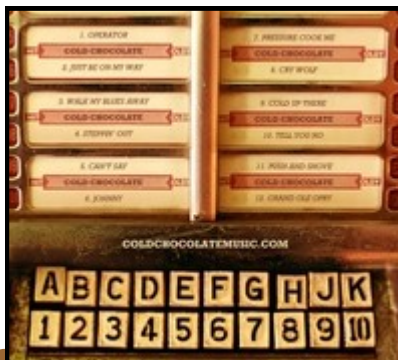 1. OPERATOR
COLD CHOCOLATE
2. JUST BE ON MY WAY
3. WALK MY BLUES AWAY
COLD CHOCOLATE
4. STEPPIN' OUT
5. CAN'T SAY
COLD CHOCOLATE
6. JOHNNY
7. PRESSURE COOK ME
COLD CHOCOLATE
8. CRY WOLF
9. COLD UP THERE
COLD CHOCOLATE
10. TELL YOU NO
11. PUSH AND SHOVE
COLD CHOCOLATE
12. GRAND OLE OPRY
COLDCHOCOLATEMUSIC.COM
A B C D E F G H J K
1 2 3 4 5 6 7 8 9 10